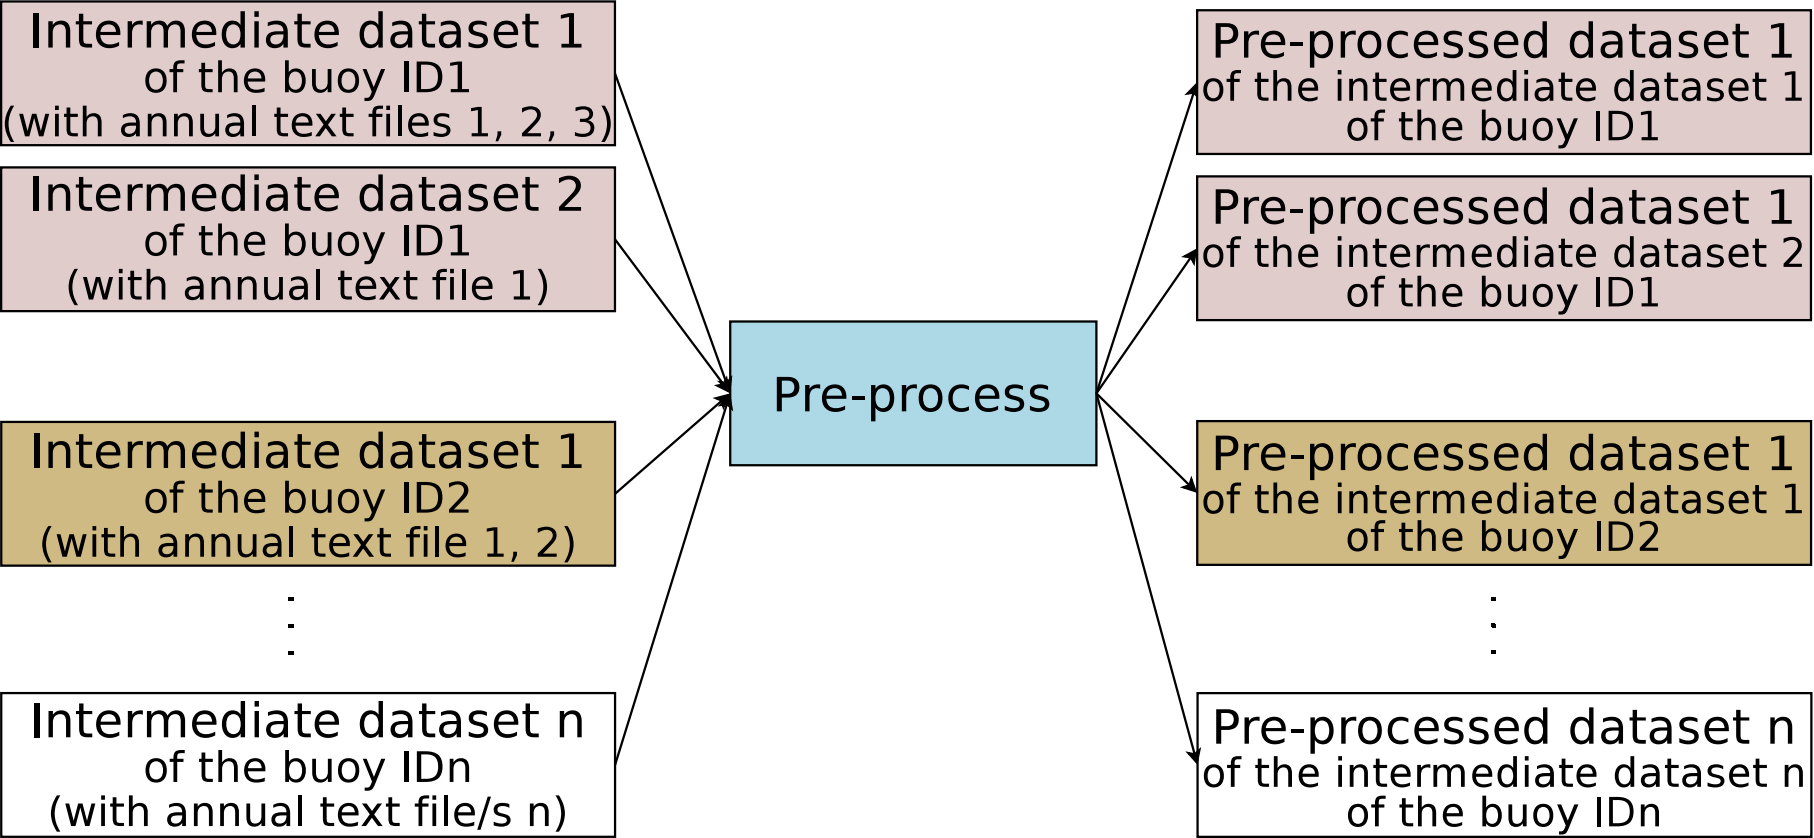 Intermediate dataset 1
of the buoy ID1
(with annual text files 1, 2, 3)
Intermediate dataset 2
of the buoy ID1
(with annual text file 1)
Intermediate dataset 1
of the buoy ID2
(with annual text file 1, 2)
Intermediate dataset n
of the buoy IDn
(with annual text file/s n)
Pre-process
Pre-processed dataset 1
of the intermediate dataset 1
of the buoy ID1
Pre-processed dataset 1
of the intermediate dataset 2
of the buoy ID1
Pre-processed dataset 1
of the intermediate dataset 1
of the buoy ID2
Pre-processed dataset n
of the intermediate dataset n
of the buoy IDn